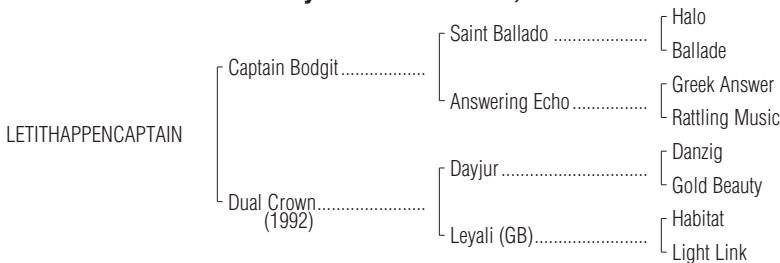 Halo
Saint Ballado ....................
Ballade
Captain Bodgit..................
Greek Answer
Answering Echo................
Rattling Music
LETITHAPPENCAPTAIN
Danzig
Dayjur...............................
Gold Beauty
Dual Crown.......................
(1992)
Habitat
Leyali (GB)........................
Light Link